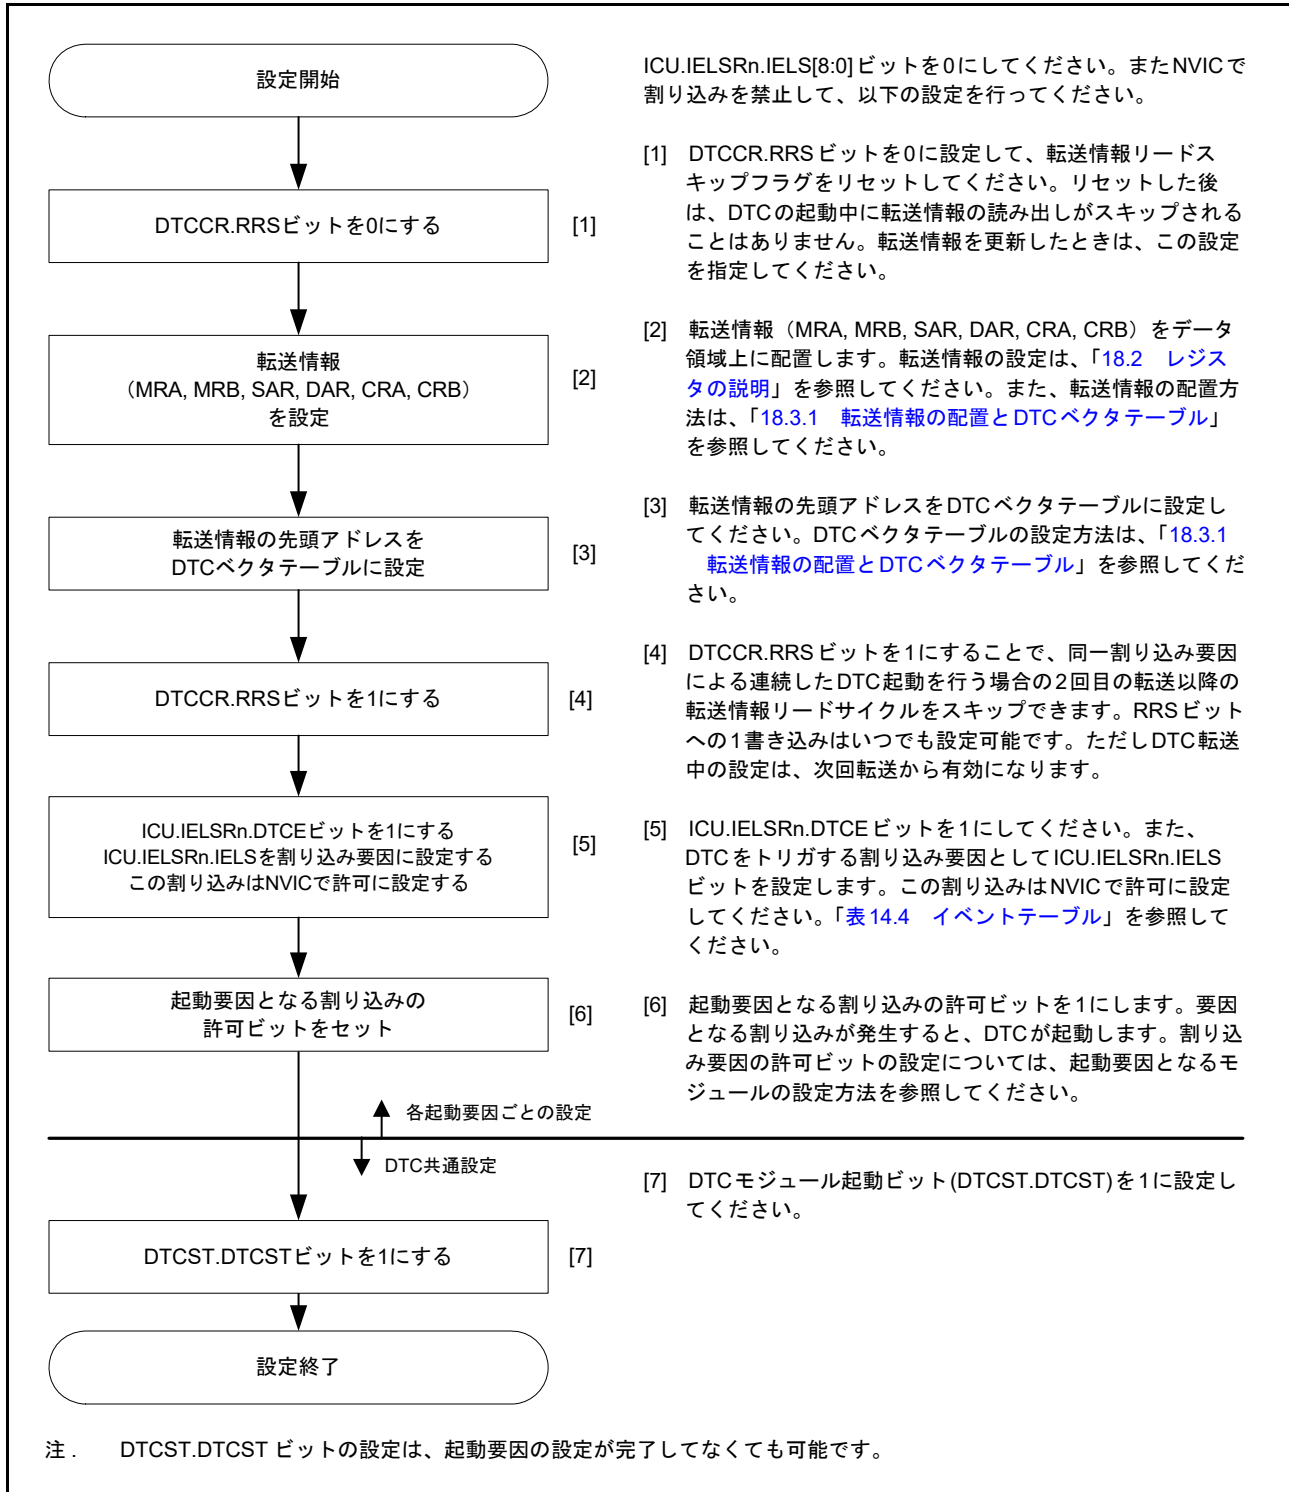 設定開始
ICU.IELSRn.IELS[8:0]ビットを0にしてください。またNVICで
割り込みを禁止して、以下の設定を行ってください。
DTCCR.RRSビットを0にする
[1]
[1] DTCCR.RRSビットを0に設定して、転送情報リードス
キップフラグをリセットしてください。リセットした後
は、DTCの起動中に転送情報の読み出しがスキップされる
ことはありません。転送情報を更新したときは、この設定
を指定してください。
転送情報
（MRA, MRB, SAR, DAR, CRA, CRB）
を設定
[2]
[2] 転送情報（MRA, MRB, SAR, DAR, CRA, CRB）をデータ
領域上に配置します。転送情報の設定は、「18.2 レジス
タの説明」を参照してください。また、転送情報の配置方
法は、「18.3.1 転送情報の配置とDTCベクタテーブル」
を参照してください。
転送情報の先頭アドレスを
DTCベクタテーブルに設定
[3]
[3] 転送情報の先頭アドレスをDTCベクタテーブルに設定し
てください。DTCベクタテーブルの設定方法は、「18.3.1
転送情報の配置とDTCベクタテーブル」を参照してくだ
さい。
DTCCR.RRSビットを1にする
[4]
[4] DTCCR.RRSビットを1にすることで、同一割り込み要因
による連続したDTC起動を行う場合の2回目の転送以降の
転送情報リードサイクルをスキップできます。RRSビット
への1書き込みはいつでも設定可能です。ただしDTC転送
中の設定は、次回転送から有効になります。
ICU.IELSRn.DTCEビットを1にする
ICU.IELSRn.IELSを割り込み要因に設定する
この割り込みはNVICで許可に設定する
[5]
[5] ICU.IELSRn.DTCEビットを1にしてください。また、
DTCをトリガする割り込み要因としてICU.IELSRn.IELS
ビットを設定します。この割り込みはNVICで許可に設定
してください。「表14.4 イベントテーブル」を参照して
ください。
起動要因となる割り込みの
許可ビットをセット
[6]
[6] 起動要因となる割り込みの許可ビットを1にします。要因
となる割り込みが発生すると、DTCが起動します。割り込
み要因の許可ビットの設定については、起動要因となるモ
ジュールの設定方法を参照してください。
各起動要因ごとの設定
DTC共通設定
[7] DTCモジュール起動ビット(DTCST.DTCST)を1に設定し
てください。
DTCST.DTCSTビットを1にする
[7]
設定終了
注 . DTCST.DTCST ビットの設定は、起動要因の設定が完了してなくても可能です。